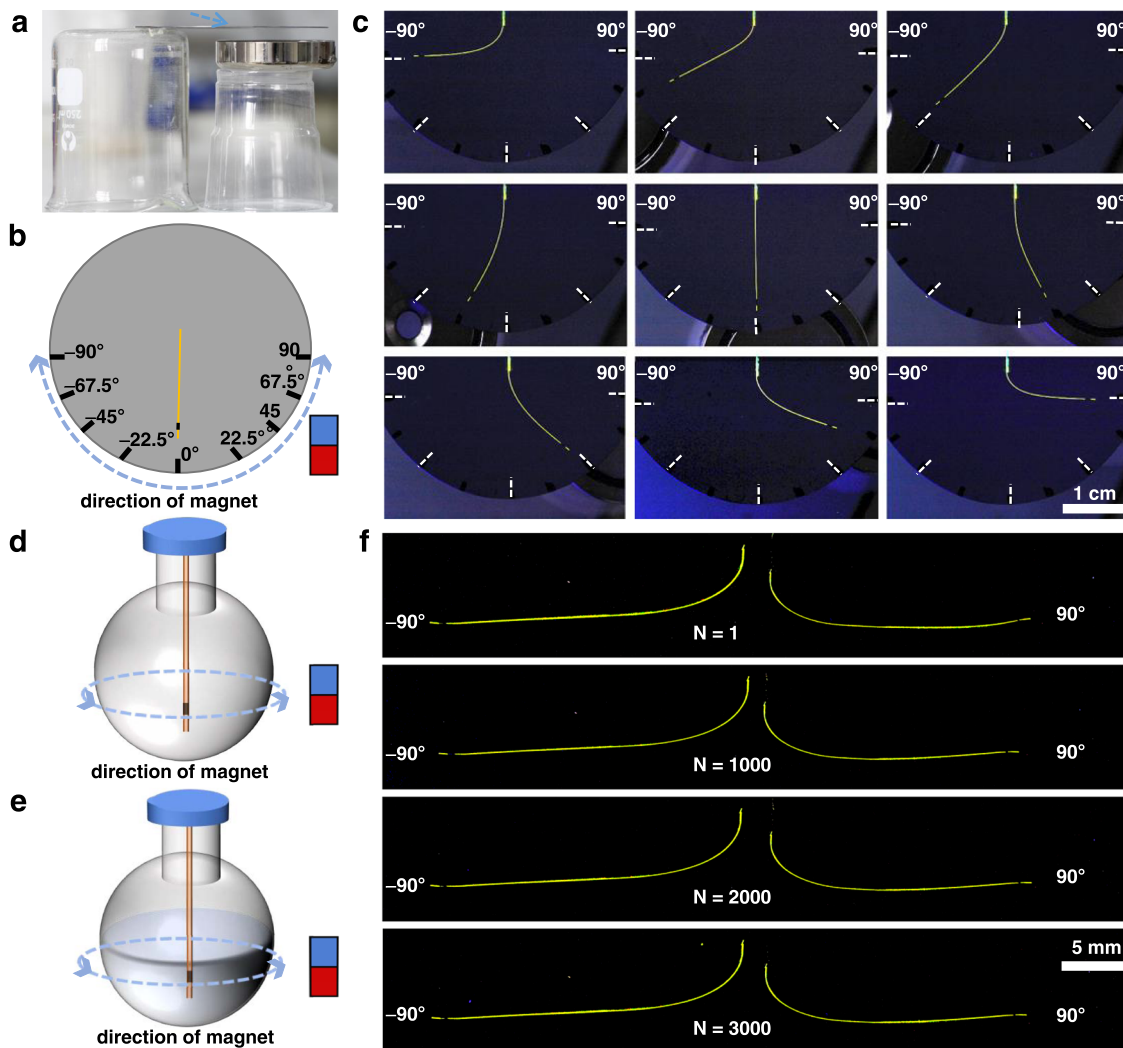 a
b
–90°
90
°
–67.5°
67.5°
–45°
45
°
–22.5°
22.5°
0°
direction of magnet
c
–90° 90°
–90° 90°
–90° 90°
–90° 90°
–90° 90°
–90° 90°
–90° 90°
–90° 90°
–90° 90°
1 cm
d
direction of magnet
e
direction of magnet
f
–90° 90°
N = 1
–90° 90°
N = 1000
–90° 90°
N = 2000
5 mm
–90° 90°
N = 3000